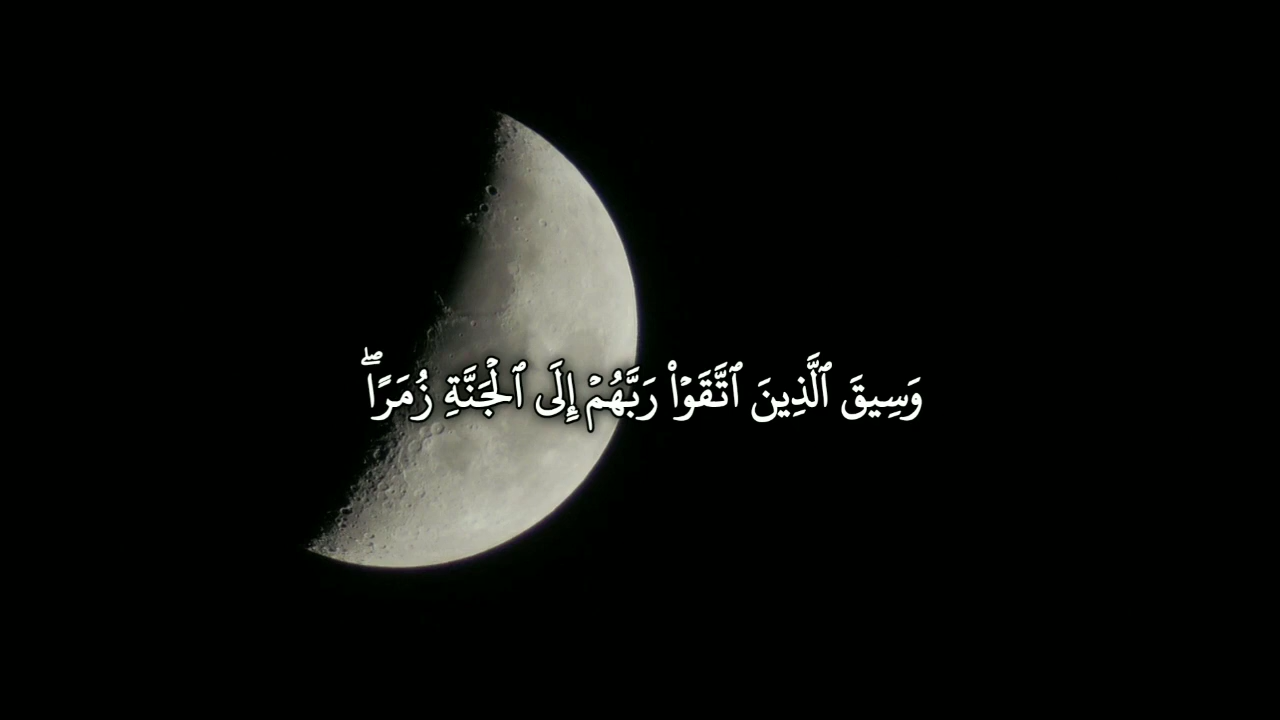 وَسِيقَ ٱلَّذِينَ ٱتَّقَوۡاْ رَبَّهُمۡ إِلَى ٱلۡجَنَّةِ زُمَرًاۖ